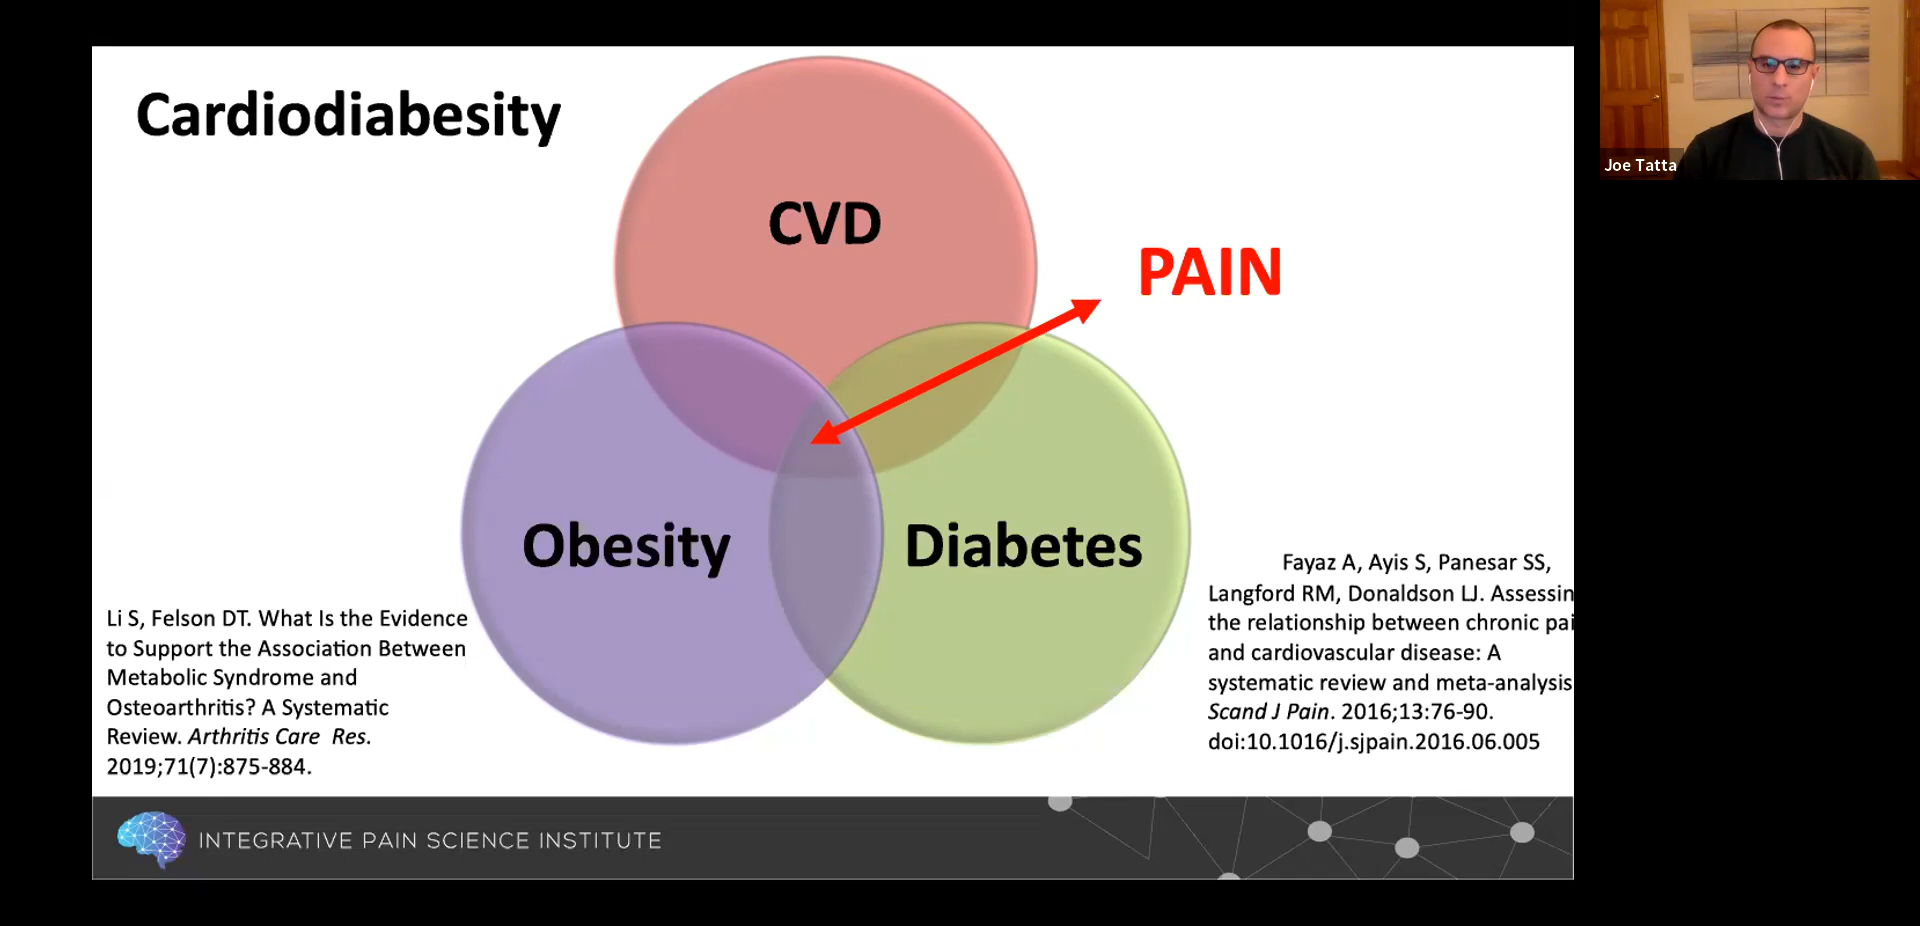 Cardiodiabesity
CVD
PAIN
Obesity
Diabetes
Li S, Felson DT. What Is the Evidence
to Support the Association Between
Metabolic Syndrome and
Osteoarthritis? A Systematic
Review. Arthritis Care Res.
2019;71(7):875-884.
Fayaz A, Ayis S, Panesar SS,
Langford RM, Donaldson LJ. Assessin
the relationship between chronic pai
and cardiovascular disease: A
systematic review and meta-analysis
Scand J Pain. 2016;13:76-90.
doi:10.1016/j.sjpain.2016.06.005
INTEGRATIVE PAIN SCIENCE INSTITUTE
Joe Tatta